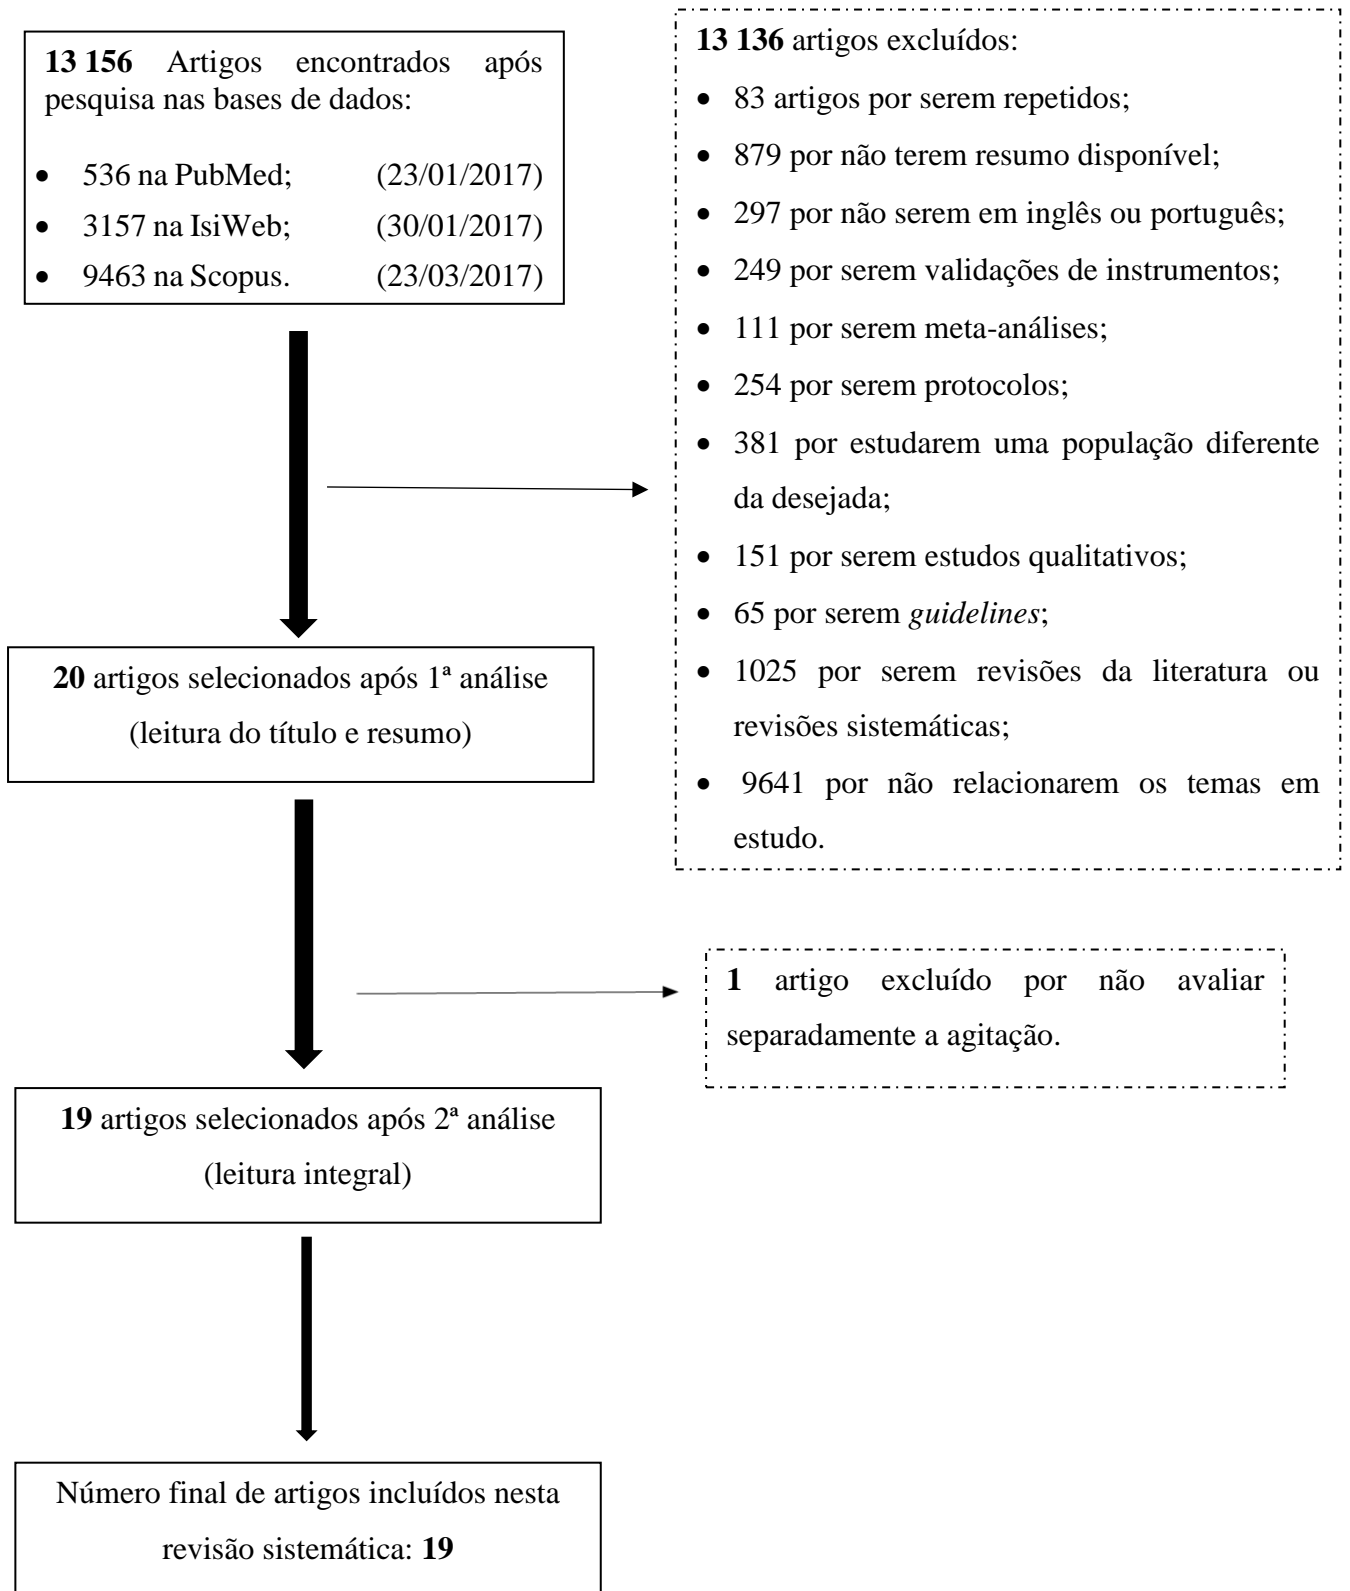 13 156 Artigos encontrados após
pesquisa nas bases de dados:
• 536 na PubMed; (23/01/2017)
• 3157 na IsiWeb; (30/01/2017)
• 9463 na Scopus. (23/03/2017)
13 136 artigos excluídos:
• 83 artigos por serem repetidos;
• 879 por não terem resumo disponível;
• 297 por não serem em inglês ou português;
• 249 por serem validações de instrumentos;
• 111 por serem meta-análises;
• 254 por serem protocolos;
• 381 por estudarem uma população diferente
da desejada;
• 151 por serem estudos qualitativos;
• 65 por serem guidelines;
• 1025 por serem revisões da literatura ou
revisões sistemáticas;
• 9641 por não relacionarem os temas em
estudo.
20 artigos selecionados após 1ª análise
(leitura do título e resumo)
1 artigo excluído por não avaliar
separadamente a agitação.
19 artigos selecionados após 2ª análise
(leitura integral)
Número final de artigos incluídos nesta
revisão sistemática: 19